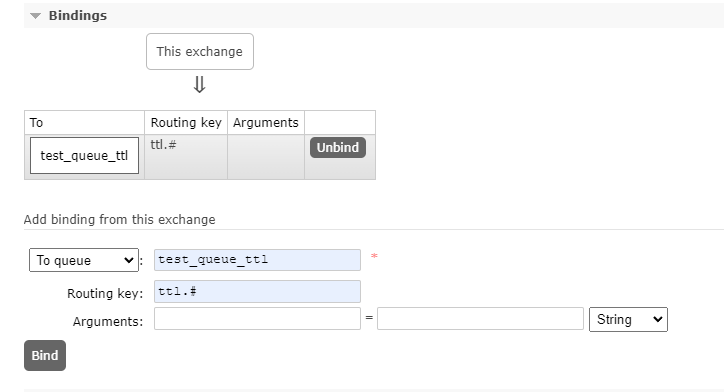 Bindings
This exchange
⇓
To Routing key Arguments
test_queue_ttl ttl.# Unbind
Add binding from this exchange
To queue : test_queue_ttl *
Routing key: ttl.#
Arguments: = String
Bind